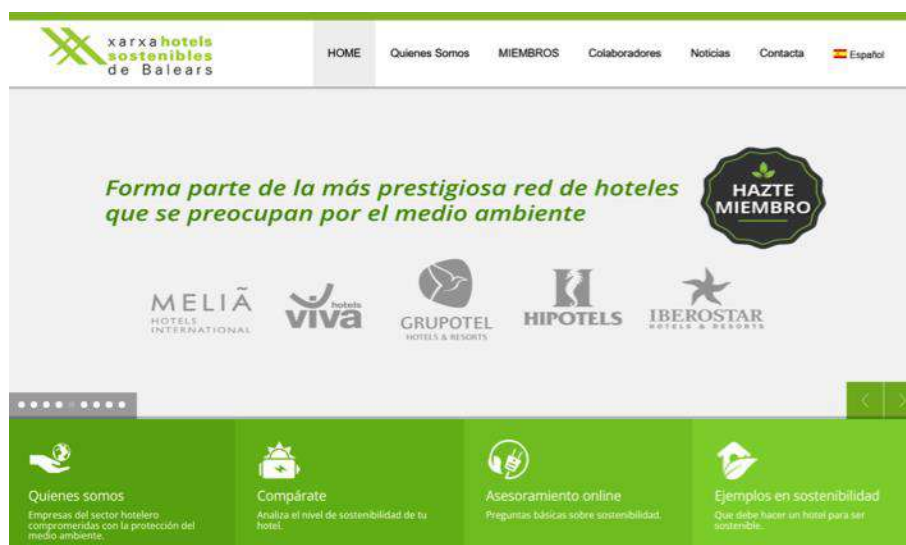 xarxa hotels
sostenibles
de Balears
HOME Quienes Somos MIEMBROS Colaboradores Noticias Contacta Español
Forma parte de la más prestigiosa red de hoteles
que se preocupan por el medio ambiente
HAZTE
MIEMBRO
MELIÃ
HOTELS
INTERNATIONAL
hotels
viva
GRUPOTEL
HOTELS & RESORTS
HIPOTELS
IBEROSTAR
HOTELS & RESORTS
Quienes somos
Empresas del sector hotelero
compromeridas con la protección del
medio ambiente.
Compárate
Analiza el nivel de sostenibilidad de tu
hotel.
Asesoramiento online
Preguntas básicas sobre sostenibilidad.
Ejemplos en sostenibilidad
Que debe hacer un hotel para ser
sostenible.